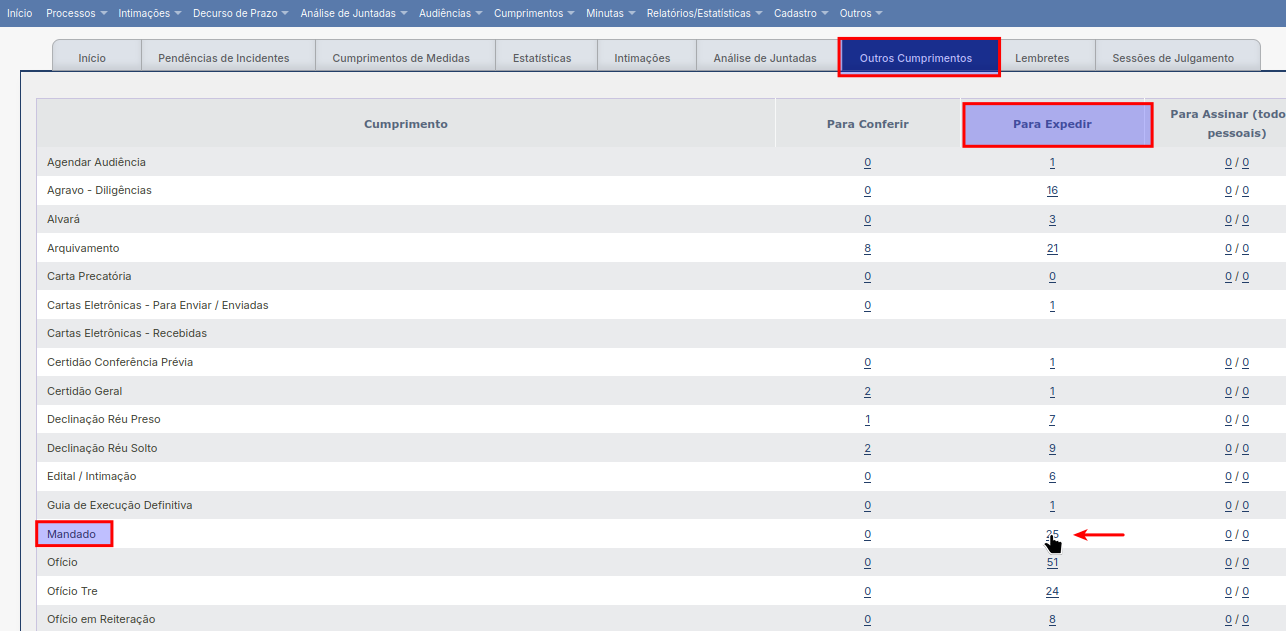 Início Processos Intimações Decurso de Prazo Análise de Juntadas Audiências Cumprimentos Minutas Relatórios/Estatísticas Cadastro Outros
Início Pendências de Incidentes Cumprimentos de Medidas Estatísticas Intimações Análise de Juntadas Outros Cumprimentos Lembretes Sessões de Julgamento
Cumprimento Para Conferir Para Expedir Para Assinar (todo
pessoais)
Agendar Audiência 0 1 0 / 0
Agravo - Diligências 0 16 0 / 0
Alvará 0 3 0 / 0
Arquivamento 8 21 0 / 0
Carta Precatória 0 0 0 / 0
Cartas Eletrônicas - Para Enviar / Enviadas 0 1
Cartas Eletrônicas - Recebidas
Certidão Conferência Prévia 0 1 0 / 0
Certidão Geral 2 1 0 / 0
Declinação Réu Preso 1 7 0 / 0
Declinação Réu Solto 2 9 0 / 0
Edital / Intimação 0 6 0 / 0
Guia de Execução Definitiva 0 1 0 / 0
Mandado 0 25 0 / 0
Ofício 0 51 0 / 0
Ofício Tre 0 24 0 / 0
Ofício em Reiteração 0 8 0 / 0